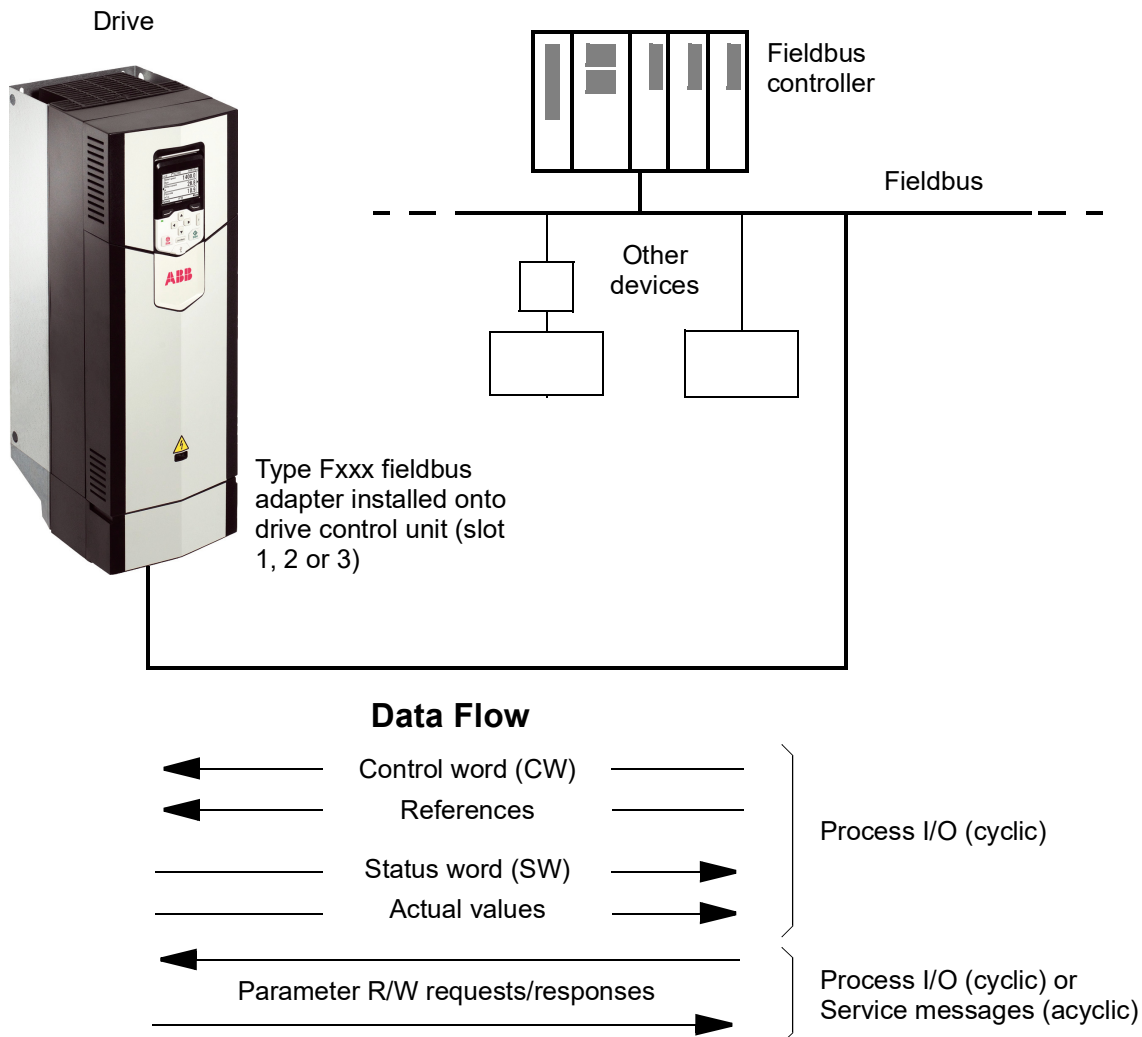 Drive
Fieldbus
controller
Fieldbus
Other
devices
ABB
Type Fxxx fieldbus
adapter installed onto
drive control unit (slot
1, 2 or 3)
Data Flow
Control word (CW)
References
Process I/O (cyclic)
Status word (SW)
Actual values
Parameter R/W requests/responses
Process I/O (cyclic) or
Service messages (acyclic)